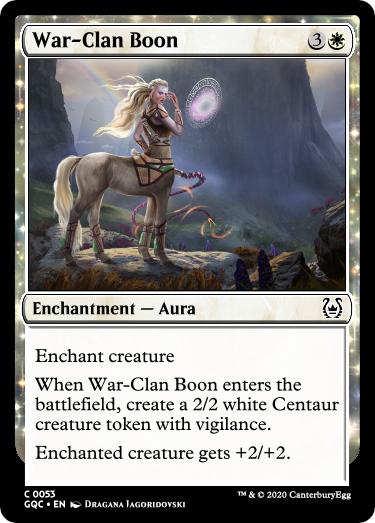 War-Clan Boon 3
Enchantment — Aura
Enchant creature
When War-Clan Boon enters the
battlefield, create a 2/2 white Centaur
creature token with vigilance.
Enchanted creature gets +2/+2.
C 0053
GQC • EN Dragana Jagoridovski
™ & © 2020 CanterburyEgg